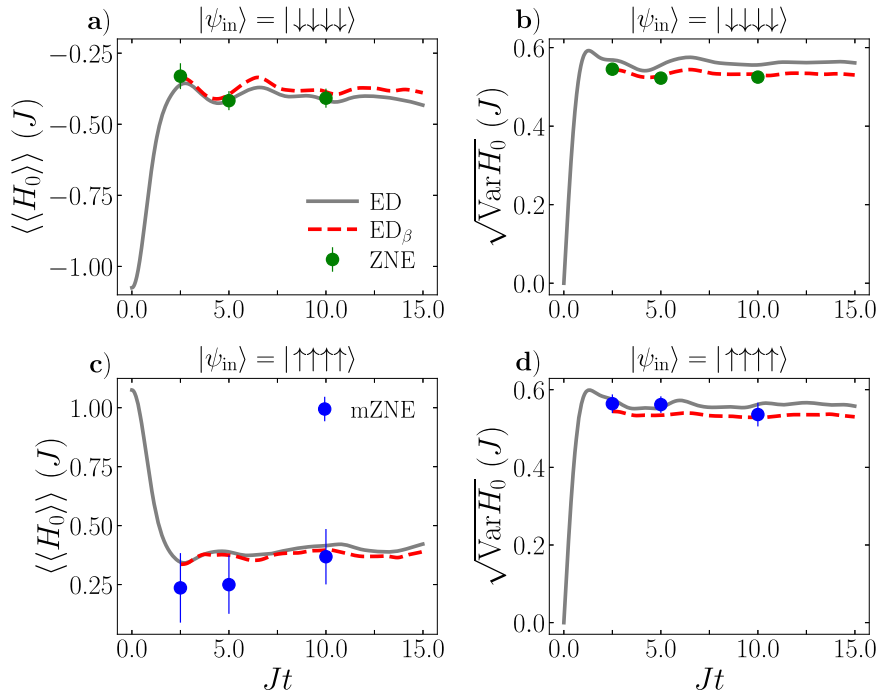 a) |ψin⟩ = |↓↓↓↓⟩
⟨⟨H0⟩⟩ (J)
−0.25
−0.50
−0.75
−1.00
ED
EDβ
ZNE
0.0 5.0 10.0 15.0
b) |ψin⟩ = |↓↓↓↓⟩
√VarH0 (J)
0.6
0.4
0.2
0.0
0.0 5.0 10.0 15.0
c) |ψin⟩ = |↑↑↑↑⟩
⟨⟨H0⟩⟩ (J)
1.00
0.75
0.50
0.25
mZNE
0.0 5.0 10.0 15.0
Jt
d) |ψin⟩ = |↑↑↑↑⟩
√VarH0 (J)
0.6
0.4
0.2
0.0
0.0 5.0 10.0 15.0
Jt